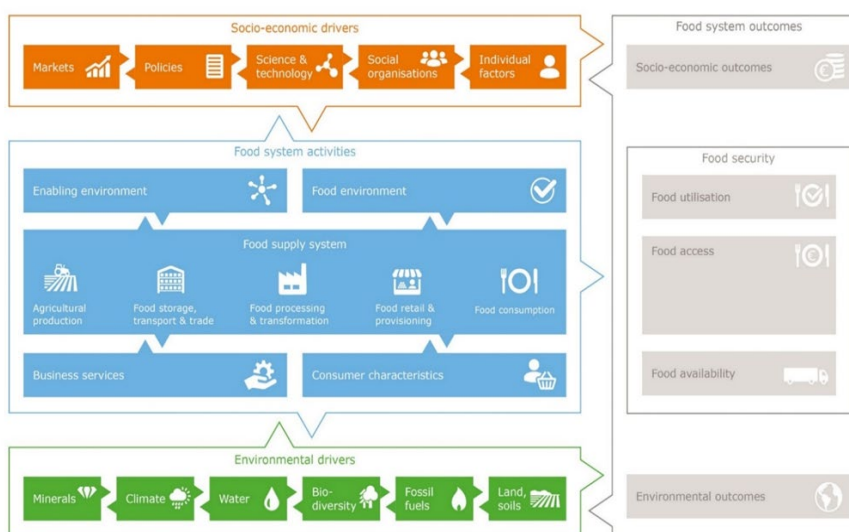 Socio-economic drivers
Markets
Policies
Science &
technology
Social
organisations
Individual
factors
Food system outcomes
Socio-economic outcomes
€
Food system activities
Enabling environment
Food environment
Food supply system
Agricultural
production
Food storage,
transport & trade
Food processing
& transformation
Food retail &
provisioning
Food consumption
Business services
Consumer characteristics
Food security
Food utilisation
Food access
€
Food availability
Environmental drivers
Minerals
Climate
Water
Bio-
diversity
Fossil
fuels
Land,
soils
Environmental outcomes